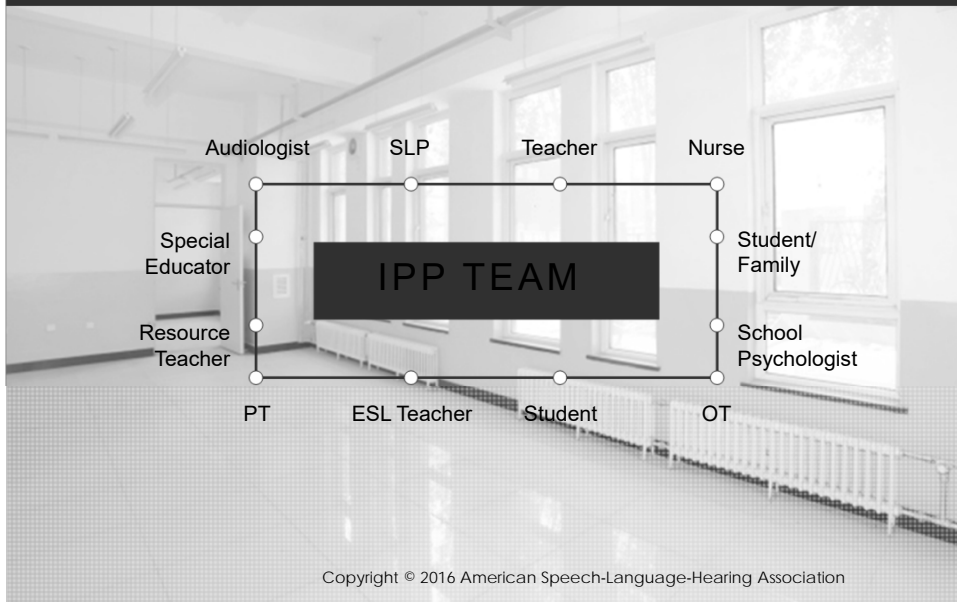 Audiologist SLP Teacher Nurse
Special
Educator
Student/
Family
IPP TEAM
Resource
Teacher
School
Psychologist
PT ESL Teacher Student OT
Copyright © 2016 American Speech-Language-Hearing Association